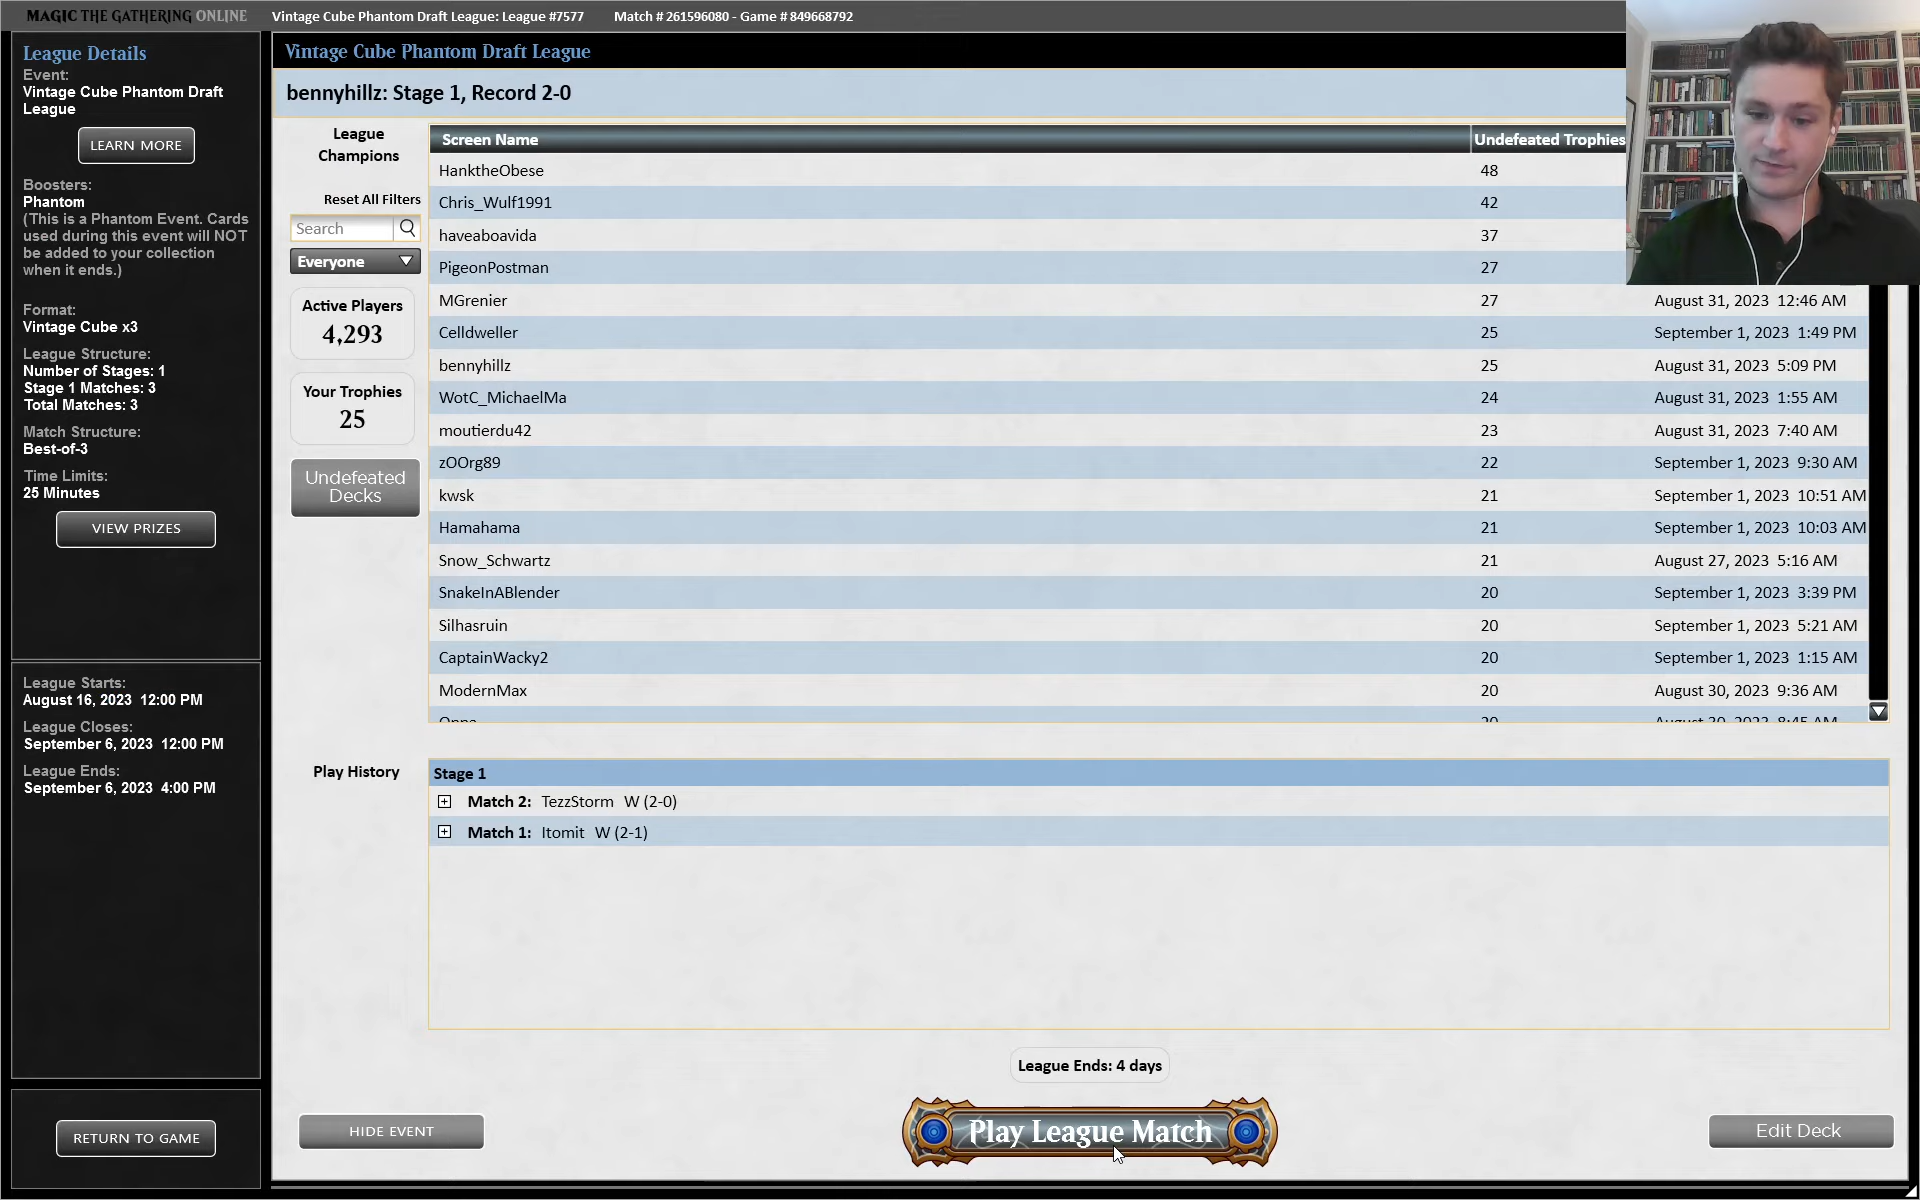 MAGIC THE GATHERING ONLINE
Vintage Cube Phantom Draft League: League #7577 Match # 261596080 - Game # 849668792
League Details
Event:
Vintage Cube Phantom Draft
League
LEARN MORE
Boosters:
Phantom
(This is a Phantom Event. Cards
used during this event will NOT
be added to your collection
when it ends.)
Format:
Vintage Cube x3
League Structure:
Number of Stages: 1
Stage 1 Matches: 3
Total Matches: 3
Match Structure:
Best-of-3
Time Limits:
25 Minutes
VIEW PRIZES
League Starts:
August 16, 2023 12:00 PM
League Closes:
September 6, 2023 12:00 PM
League Ends:
September 6, 2023 4:00 PM
RETURN TO GAME
Vintage Cube Phantom Draft League
bennyhillz: Stage 1, Record 2-0
League
Champions
Reset All Filters
Search
Everyone
Active Players
4,293
Your Trophies
25
Undefeated
Decks
Screen Name Undefeated Trophies
HanktheObese 48
Chris_Wulf1991 42
haveaboavida 37
PigeonPostman 27
MGrenier 27 August 31, 2023 12:46 AM
Celldweller 25 September 1, 2023 1:49 PM
bennyhillz 25 August 31, 2023 5:09 PM
WotC_MichaelMa 24 August 31, 2023 1:55 AM
moutierdu42 23 August 31, 2023 7:40 AM
zOOrg89 22 September 1, 2023 9:30 AM
kwsk 21 September 1, 2023 10:51 AM
Hamahama 21 September 1, 2023 10:03 AM
Snow_Schwartz 21 August 27, 2023 5:16 AM
SnakeInABlender 20 September 1, 2023 3:39 PM
Silhasruin 20 September 1, 2023 5:21 AM
CaptainWacky2 20 September 1, 2023 1:15 AM
ModernMax 20 August 30, 2023 9:36 AM
20 August 30, 2023 8:45 AM
Play History
Stage 1
Match 2: TezzStorm W (2-0)
Match 1: Itomit W (2-1)
League Ends: 4 days
HIDE EVENT
Play League Match
Edit Deck